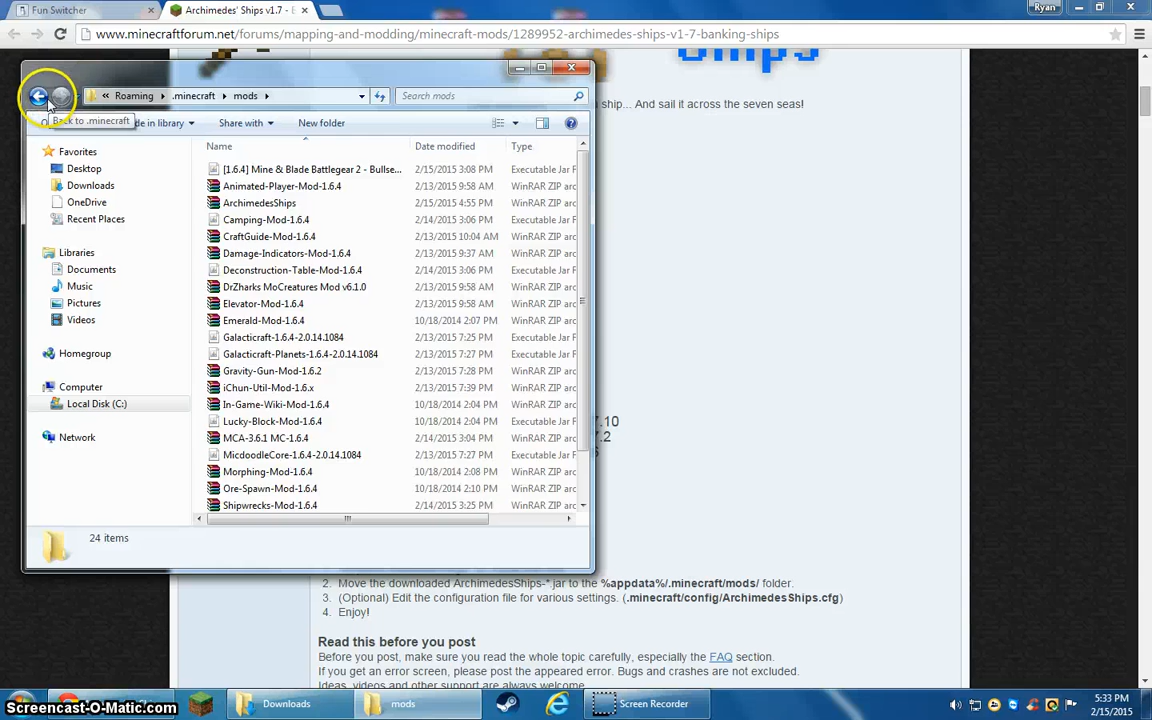 Fun Switcher
Archimedes' Ships v1.7 - E
Ryan
www.minecraftforum.net/forums/mapping-and-modding/minecraft-mods/1289952-archimedes-ships-v1-7-banking-ships
Ships
ship... And sail it across the seven seas!
« Roaming .minecraft mods
Search mods
Back to .minecraft
de in library Share with New folder
Name Date modified Type
Favorites
Desktop
Downloads
OneDrive
Recent Places
Libraries
Documents
Music
Pictures
Videos
Homegroup
Computer
Local Disk (C:)
Network
[1.6.4] Mine & Blade Battlegear 2 - Bullse... 2/15/2015 3:08 PM Executable Jar F
Animated-Player-Mod-1.6.4 2/13/2015 9:58 AM WinRAR ZIP arc
ArchimedesShips 2/15/2015 4:55 PM WinRAR ZIP arc
Camping-Mod-1.6.4 2/14/2015 3:06 PM Executable Jar F
CraftGuide-Mod-1.6.4 2/13/2015 10:04 AM WinRAR ZIP arc
Damage-Indicators-Mod-1.6.4 2/13/2015 9:37 AM WinRAR ZIP arc
Deconstruction-Table-Mod-1.6.4 2/14/2015 3:06 PM Executable Jar F
DrZharks MoCreatures Mod v6.1.0 2/13/2015 9:58 AM WinRAR ZIP arc
Elevator-Mod-1.6.4 2/13/2015 9:58 AM WinRAR ZIP arc
Emerald-Mod-1.6.4 10/18/2014 2:07 PM WinRAR ZIP arc
Galacticraft-1.6.4-2.0.14.1084 2/13/2015 7:25 PM Executable Jar F
Galacticraft-Planets-1.6.4-2.0.14.1084 2/13/2015 7:27 PM Executable Jar F
Gravity-Gun-Mod-1.6.2 2/13/2015 7:28 PM WinRAR ZIP arc
iChun-Util-Mod-1.6.x 2/13/2015 7:39 PM WinRAR ZIP arc
In-Game-Wiki-Mod-1.6.4 10/18/2014 2:04 PM WinRAR ZIP arc
Lucky-Block-Mod-1.6.4 10/18/2014 2:04 PM Executable Jar F
MCA-3.6.1 MC-1.6.4 2/14/2015 3:04 PM WinRAR ZIP arc
MicdoodleCore-1.6.4-2.0.14.1084 2/13/2015 7:27 PM Executable Jar F
Morphing-Mod-1.6.4 10/18/2014 2:08 PM WinRAR ZIP arc
Ore-Spawn-Mod-1.6.4 10/18/2014 2:10 PM WinRAR ZIP arc
Shipwrecks-Mod-1.6.4 2/14/2015 3:25 PM WinRAR ZIP arc
24 items
7.10
7.2
2. Move the downloaded ArchimedesShips-*.jar to the %appdata%/.minecraft/mods/ folder.
3. (Optional) Edit the configuration file for various settings. (.minecraft/config/ArchimedesShips.cfg)
4. Enjoy!
Read this before you post
Before you post, make sure you read the whole topic carefully, especially the FAQ section.
If you get an error screen, please post the appeared error. Bugs and crashes are not excluded.
Ideas, videos and other support are always welcome.
Downloads
mods
Screen Recorder
5:33 PM
2/15/2015
Screencast-O-Matic.com